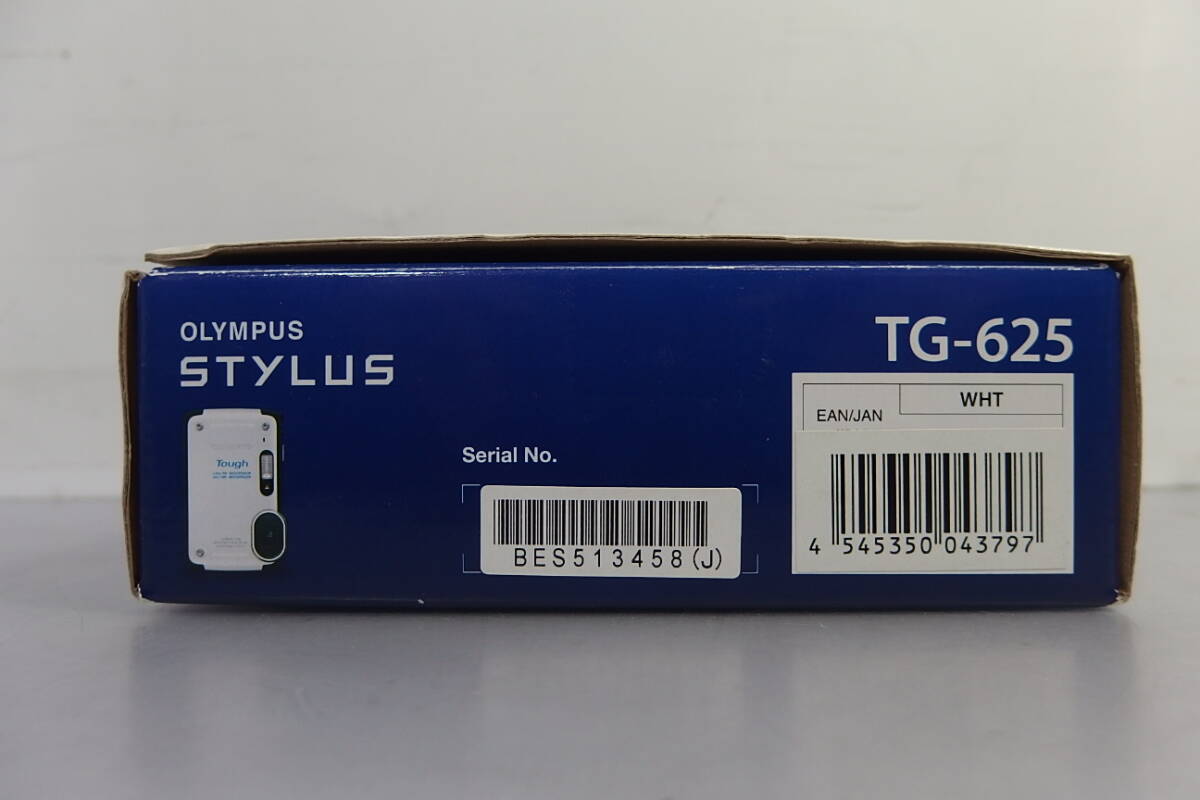 OLYMPUS
STYLUS
TG-625
WHT
EAN/JAN
Tough
Serial No.
BES513458(J)
4 545350 043797